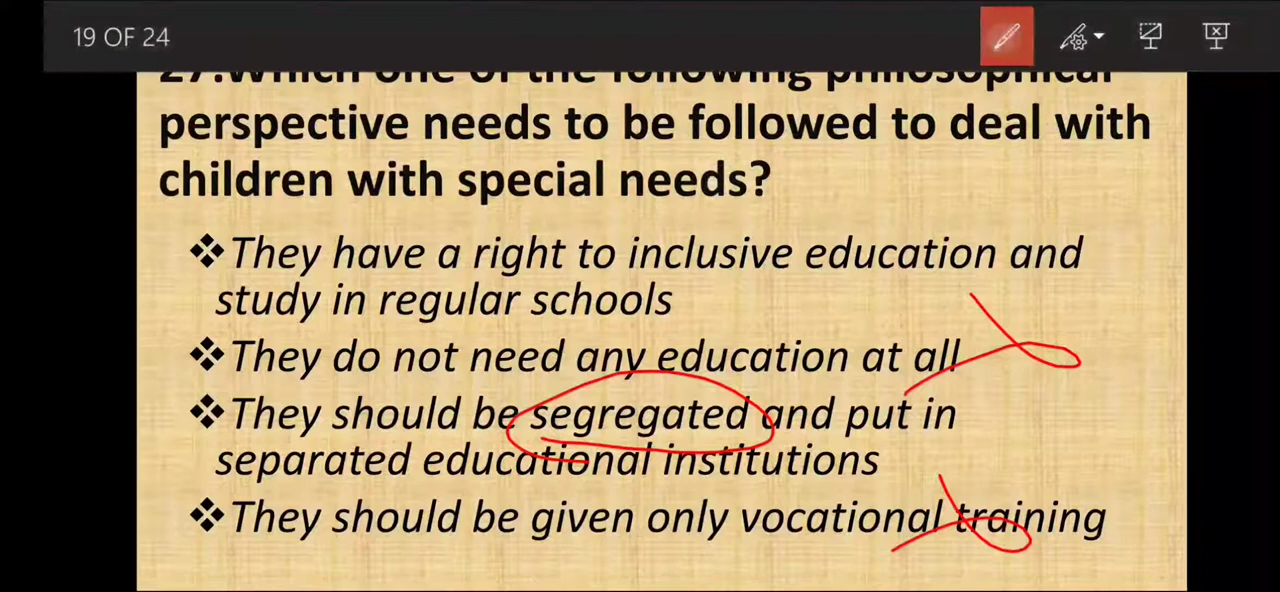 19 OF 24
27.Which one of the following philosophical
perspective needs to be followed to deal with
children with special needs?
❖They have a right to inclusive education and
study in regular schools
❖They do not need any education at all
❖They should be segregated and put in
separated educational institutions
❖They should be given only vocational training